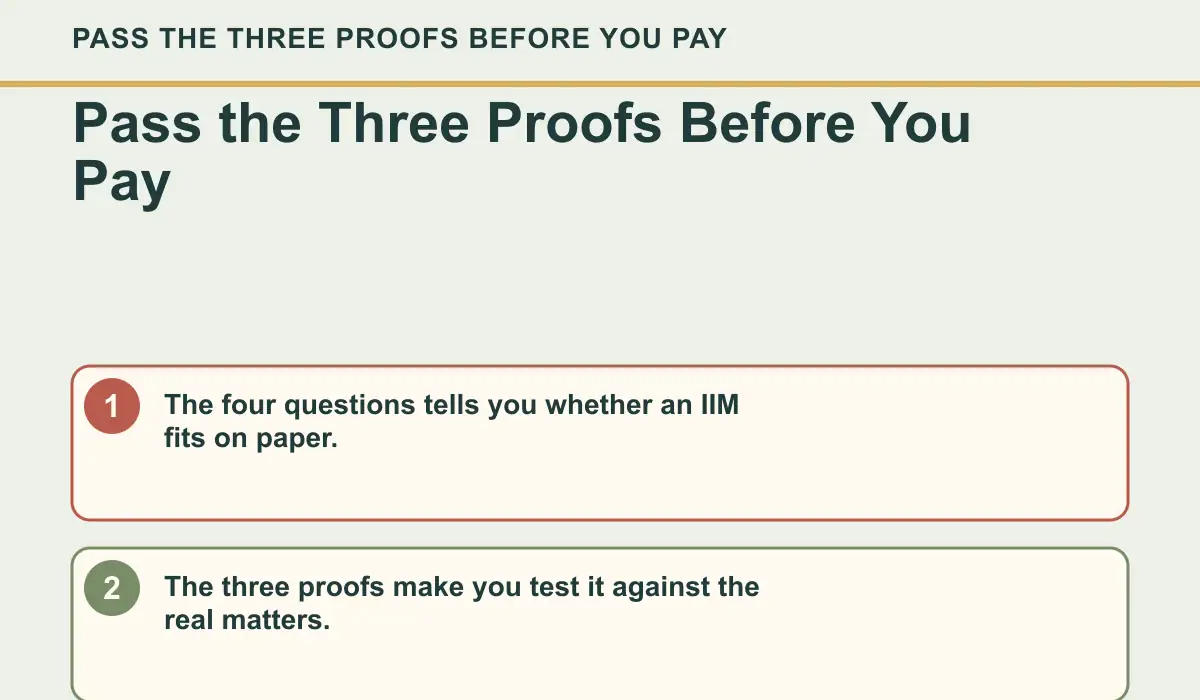 PASS THE THREE PROOFS BEFORE YOU PAY
Pass the Three Proofs Before You
Pay
1
The four questions tells you whether an IIM
fits on paper.
2
The three proofs make you test it against the
real matters.